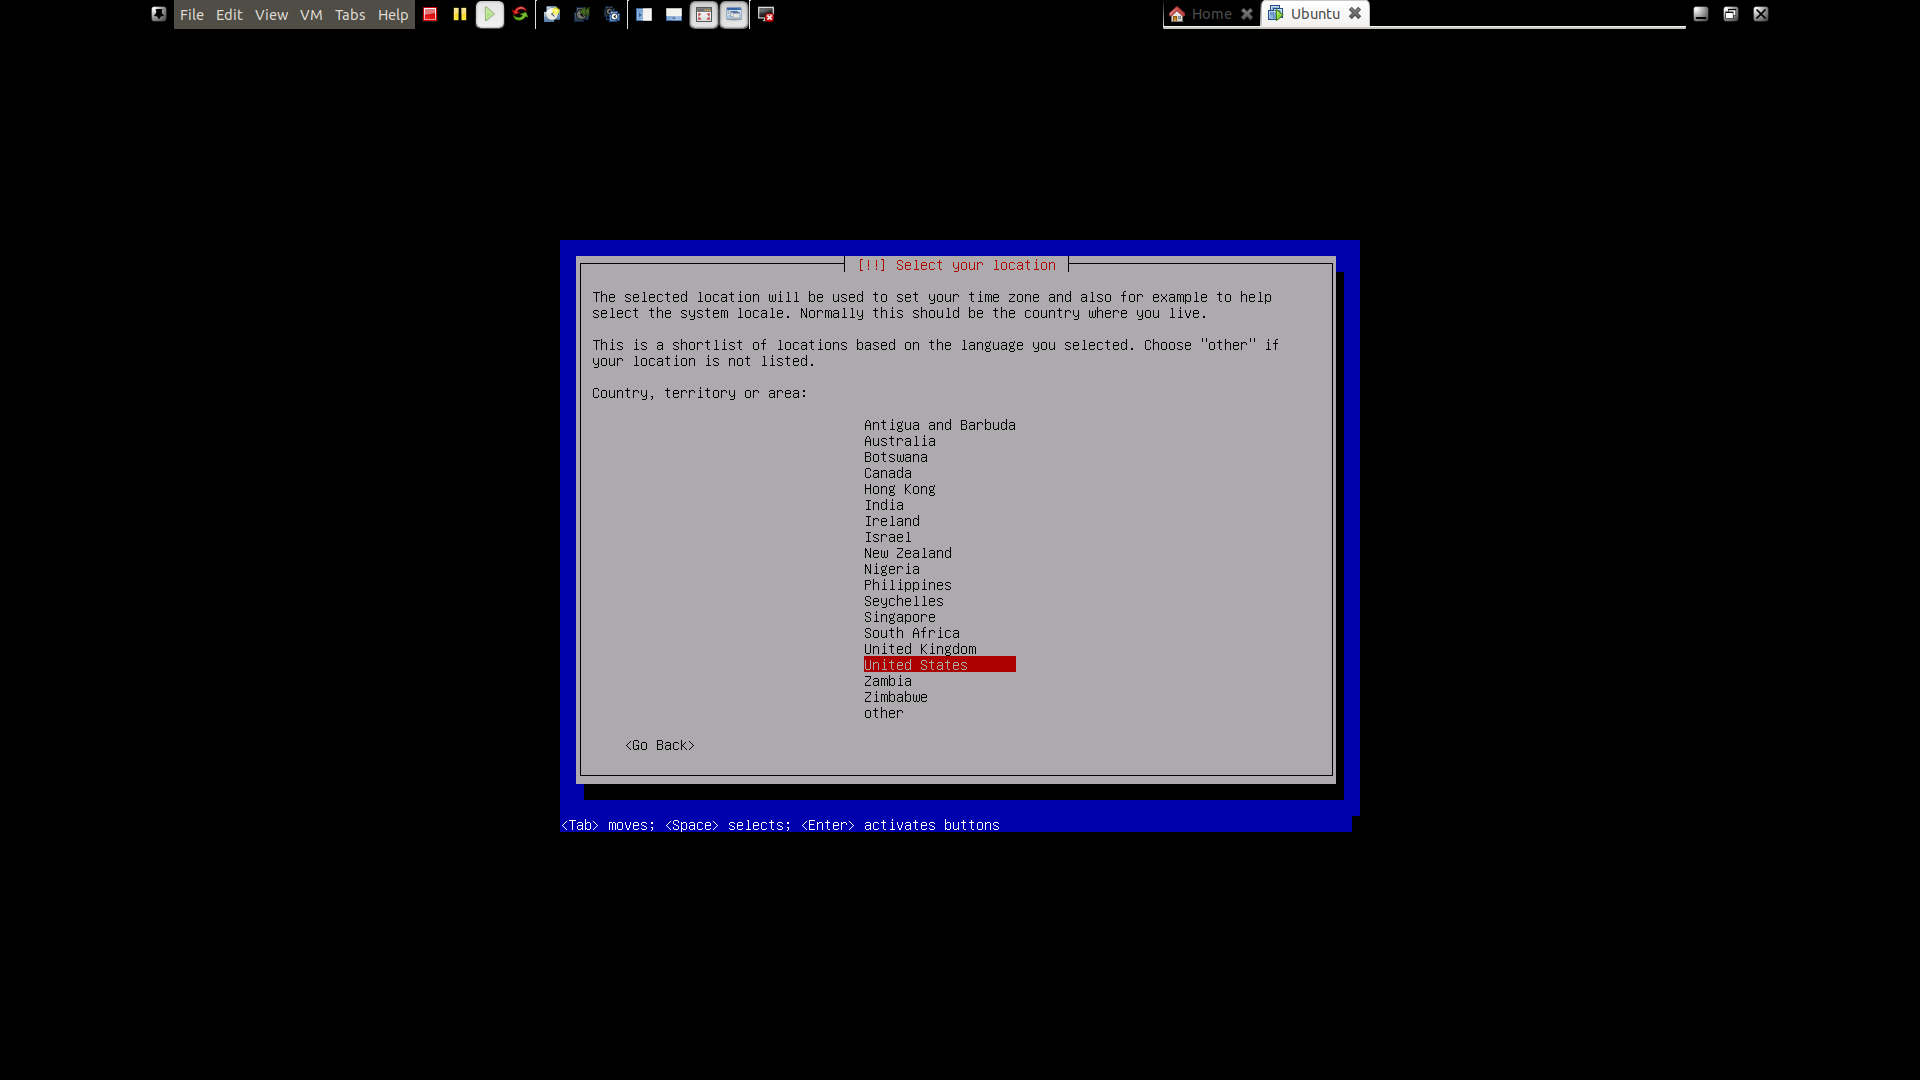 File Edit View VM Tabs Help
Home
Ubuntu
[!!] Select your location
The selected location will be used to set your time zone and also for example to help
select the system locale. Normally this should be the country where you live.
This is a shortlist of locations based on the language you selected. Choose "other" if
your location is not listed.
Country, territory or area:
Antigua and Barbuda
Australia
Botswana
Canada
Hong Kong
India
Ireland
Israel
New Zealand
Nigeria
Philippines
Seychelles
Singapore
South Africa
United Kingdom
United States
Zambia
Zimbabwe
other
<Go Back>
<Tab> moves; <Space> selects; <Enter> activates buttons